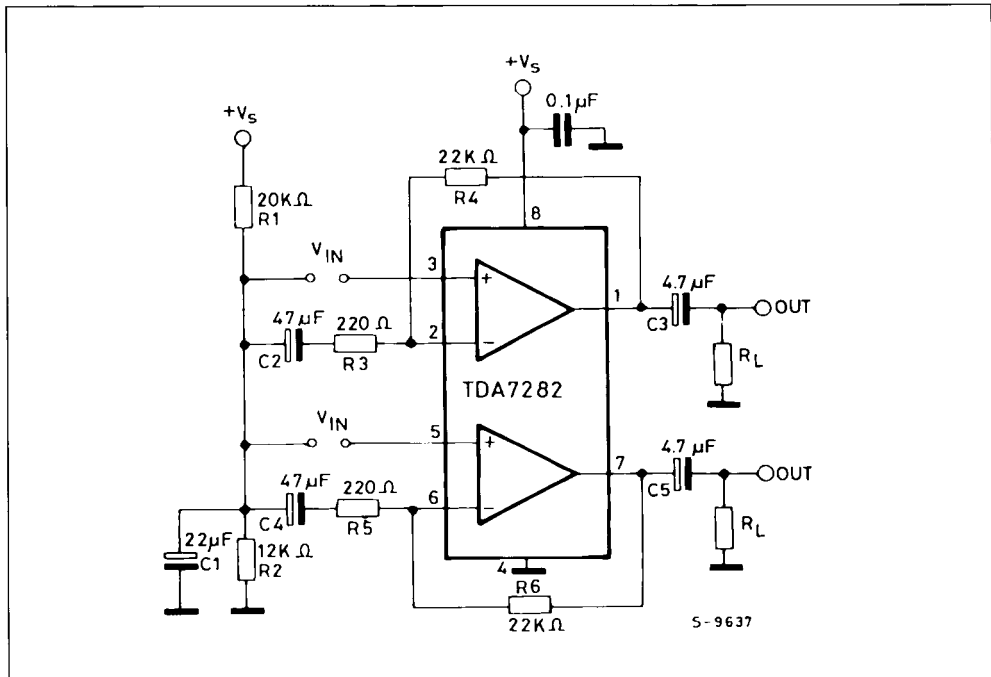 +Vs
+Vs
0.1µF
22KΩ
R4
20KΩ
R1
8
VIN
3
+
1
4.7µF
C3
OUT
47µF
220Ω
2
−
C2
R3
RL
TDA7282
VIN
5
+
7
4.7µF
C5
OUT
47µF
220Ω
6
−
C4
R5
RL
22µF
C1
12KΩ
R2
4
R6
22KΩ
S-9637